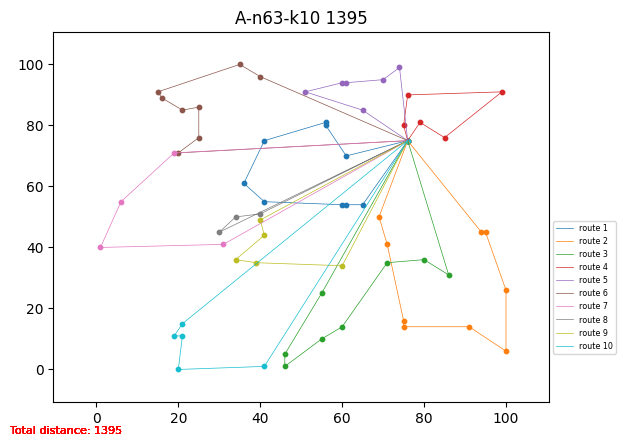 A-n63-k10 1395
100
80
60
40
20
0
0
20
40
60
80
100
route 1
route 2
route 3
route 4
route 5
route 6
route 7
route 8
route 9
route 10
Total distance: 1395